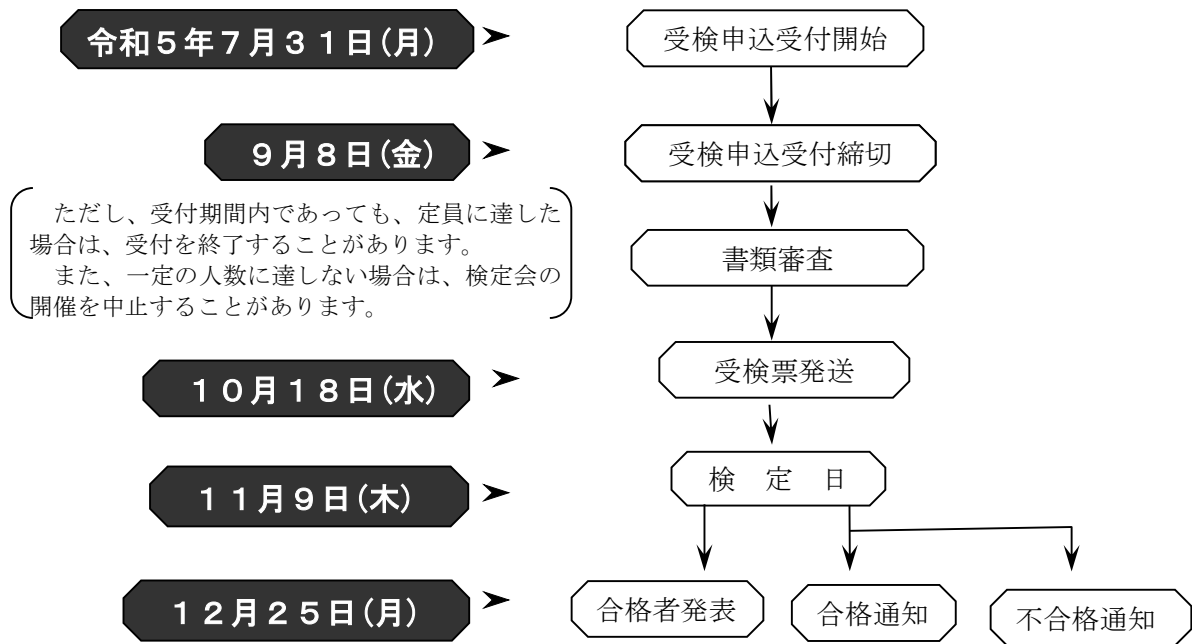 令和５年７月３１日(月)
受検申込受付開始
９月８日(金)
受検申込受付締切
ただし、受付期間内であっても、定員に達した
場合は、受付を終了することがあります。
また、一定の人数に達しない場合は、検定会の
開催を中止することがあります。
書類審査
１０月１８日(水)
受検票発送
１１月９日(木)
検　定　日
１２月２５日(月)
合格者発表
合格通知
不合格通知